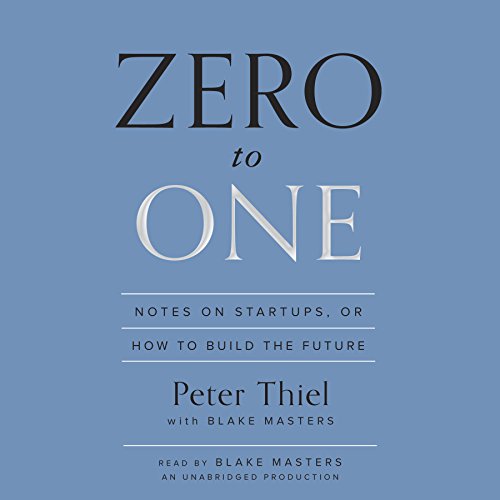 ZERO
to
ONE
NOTES ON STARTUPS, OR
HOW TO BUILD THE FUTURE
Peter Thiel
with BLAKE MASTERS
READ BY BLAKE MASTERS
AN UNABRIDGED PRODUCTION